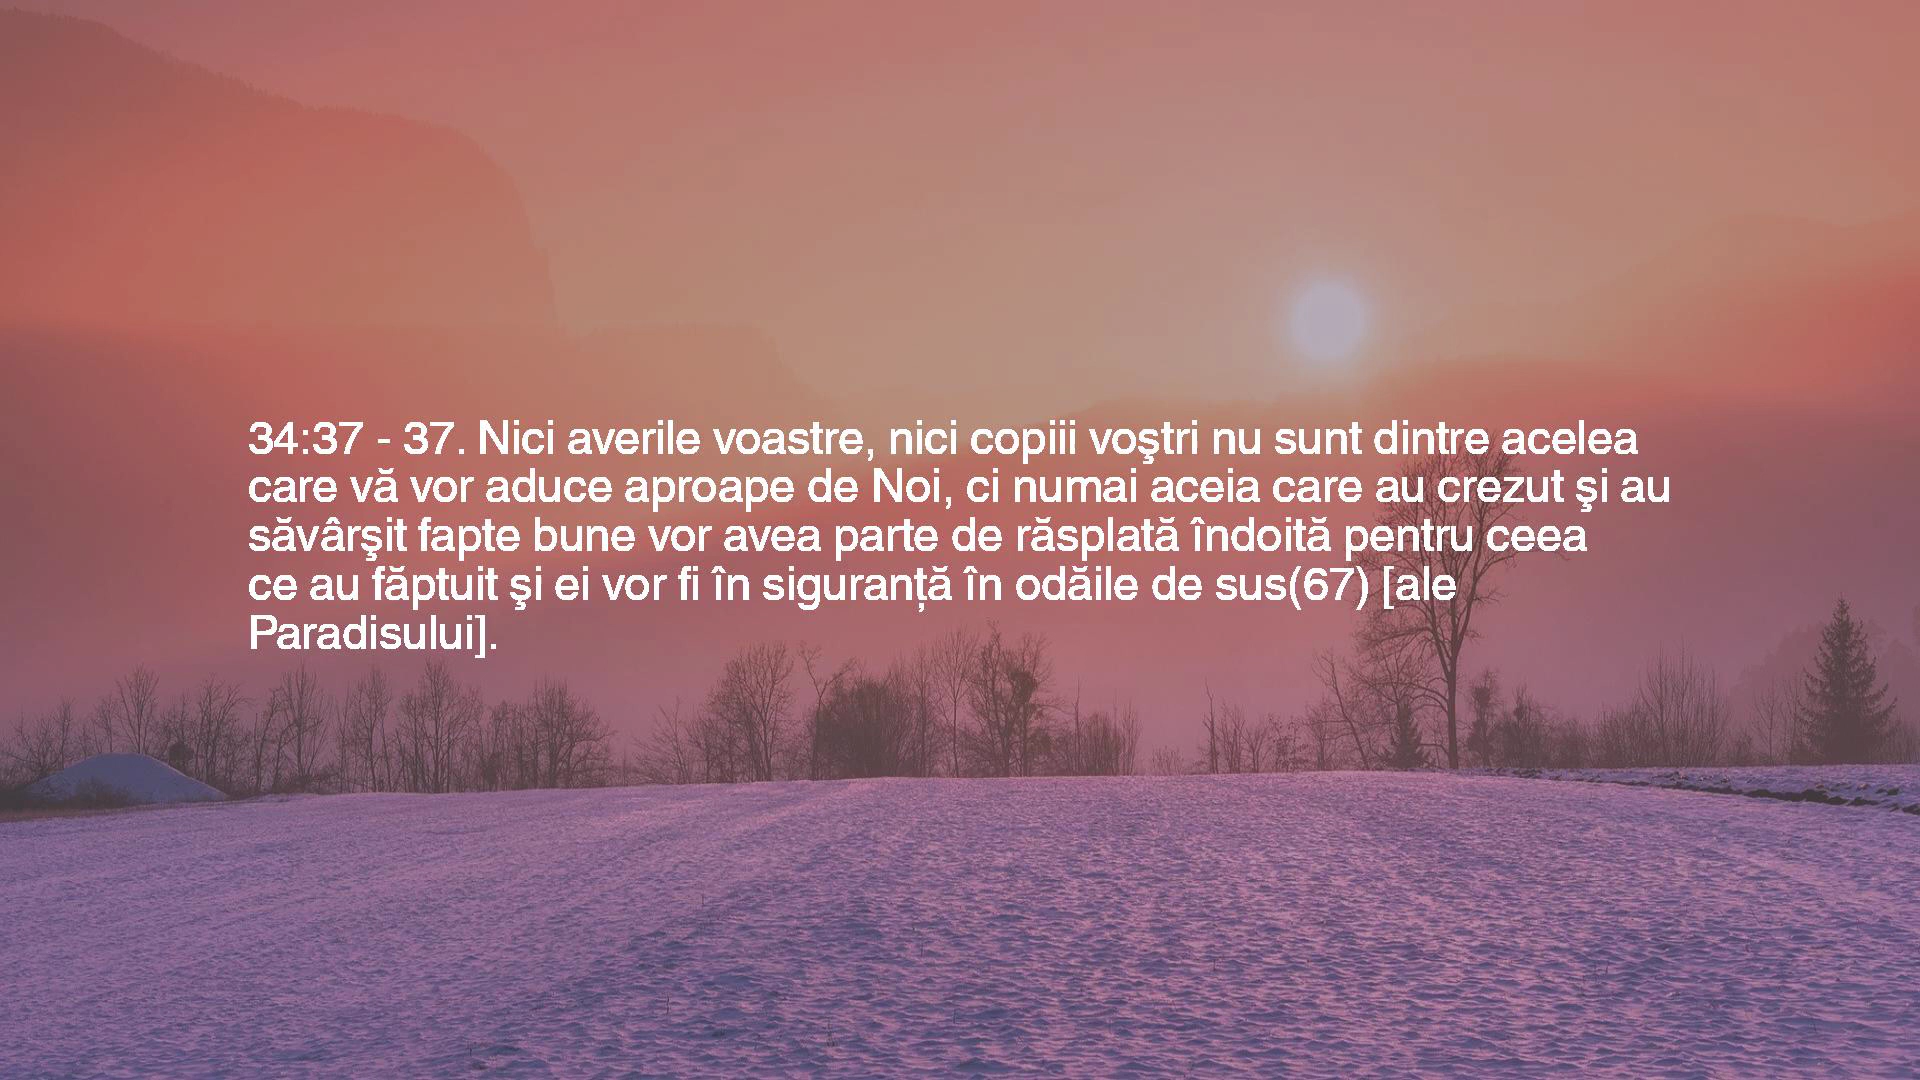 34:37 - 37. Nici averile voastre, nici copiii voştri nu sunt dintre acelea
care vă vor aduce aproape de Noi, ci numai aceia care au crezut şi au
săvârşit fapte bune vor avea parte de răsplată îndoită pentru ceea
ce au făptuit şi ei vor fi în siguranţă în odăile de sus(67) [ale
Paradisului].